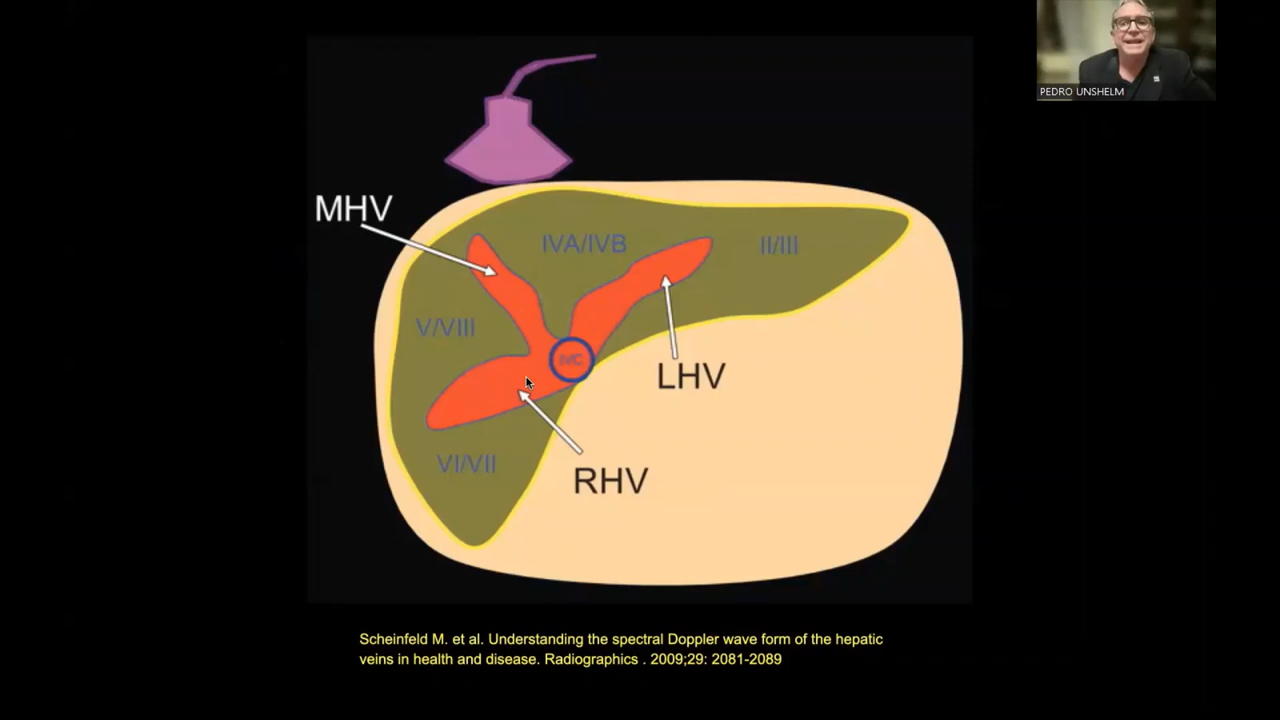 PEDRO UNSHELM
MHV
IVA/IVB
II/III
V/VIII
IVC
LHV
VI/VII
RHV
Scheinfeld M. et al. Understanding the spectral Doppler wave form of the hepatic
veins in health and disease. Radiographics . 2009;29: 2081-2089